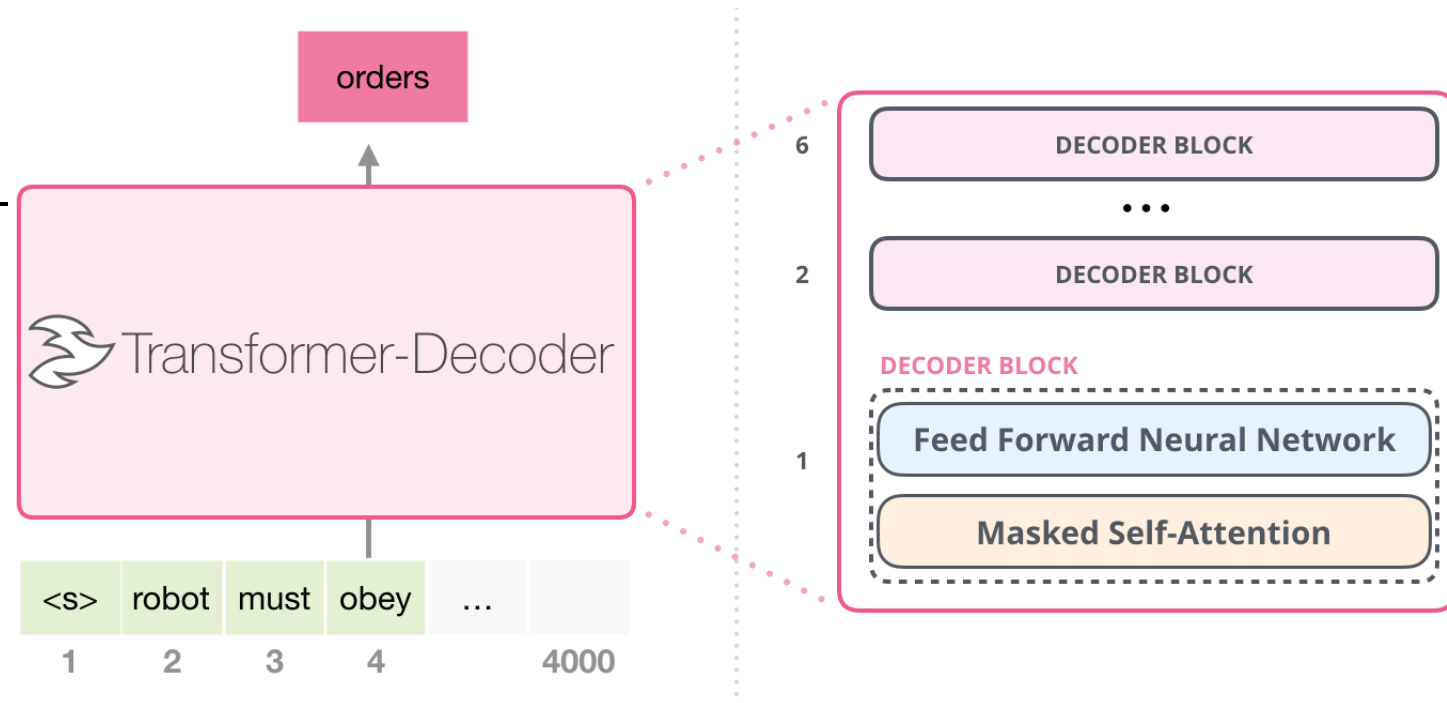 orders
Transformer-Decoder
<s> robot must obey ...
1 2 3 4 4000
6 DECODER BLOCK
...
2 DECODER BLOCK
DECODER BLOCK
1
Feed Forward Neural Network
Masked Self-Attention